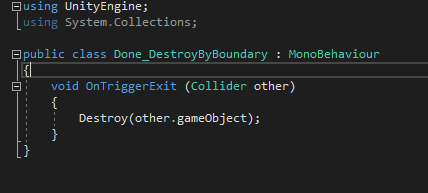 using UnityEngine;
using System.Collections;
public class Done_DestroyByBoundary : MonoBehaviour
{
void OnTriggerExit (Collider other)
{
Destroy(other.gameObject);
}
}